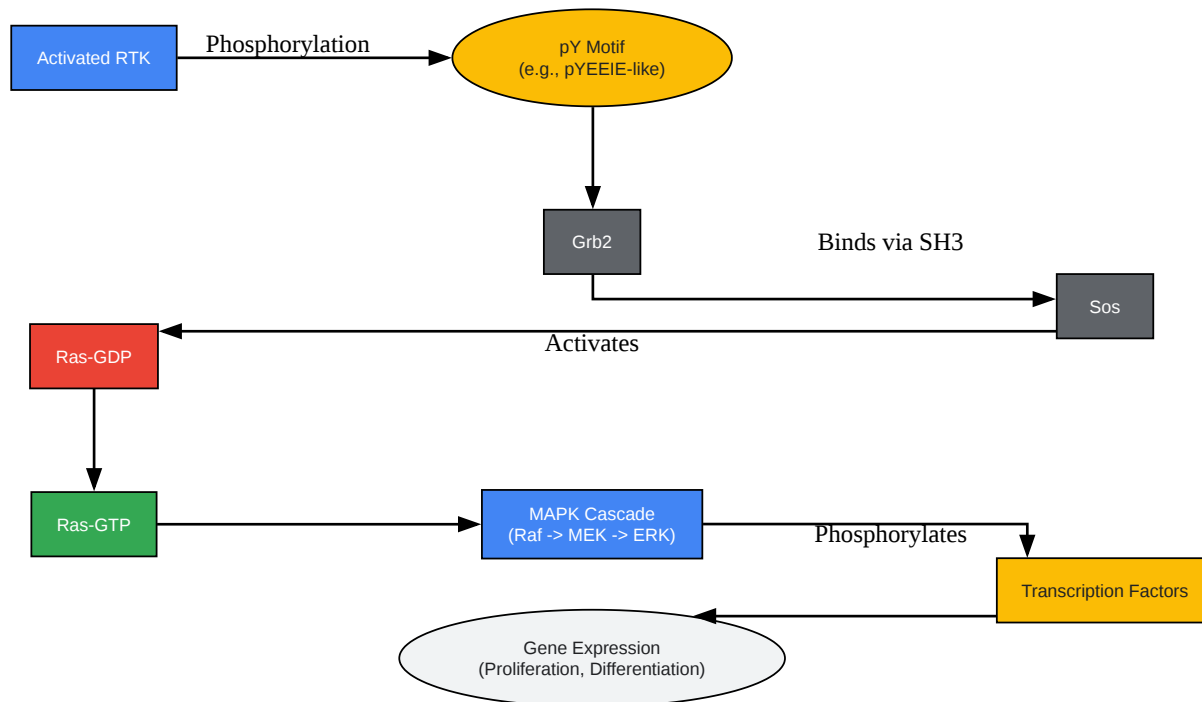 Activated RTK
Phosphorylation
pY Motif
(e.g., pYEEIE-like)
Grb2
Binds via SH3
Sos
Activates
Ras-GDP
Ras-GTP
MAPK Cascade
(Raf -> MEK -> ERK)
Phosphorylates
Transcription Factors
Gene Expression
(Proliferation, Differentiation)